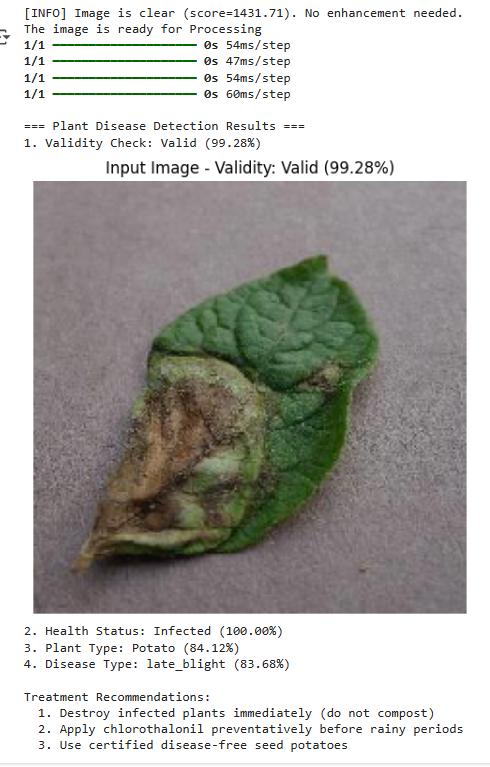 [INFO] Image is clear (score=1431.71). No enhancement needed.
The image is ready for Processing
1/1 ━━━━━━━━━━━━━━━━━━━━ 0s 54ms/step
1/1 ━━━━━━━━━━━━━━━━━━━━ 0s 47ms/step
1/1 ━━━━━━━━━━━━━━━━━━━━ 0s 54ms/step
1/1 ━━━━━━━━━━━━━━━━━━━━ 0s 60ms/step
=== Plant Disease Detection Results ===
1. Validity Check: Valid (99.28%)
Input Image - Validity: Valid (99.28%)
2. Health Status: Infected (100.00%)
3. Plant Type: Potato (84.12%)
4. Disease Type: late_blight (83.68%)
Treatment Recommendations:
1. Destroy infected plants immediately (do not compost)
2. Apply chlorothalonil preventatively before rainy periods
3. Use certified disease-free seed potatoes